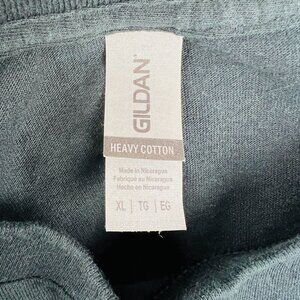 GILDAN
HEAVY COTTON
Made in Nicaragua
Fabriqué au Nicaragua
Hecho en Nicaragua
XL | TG | EG